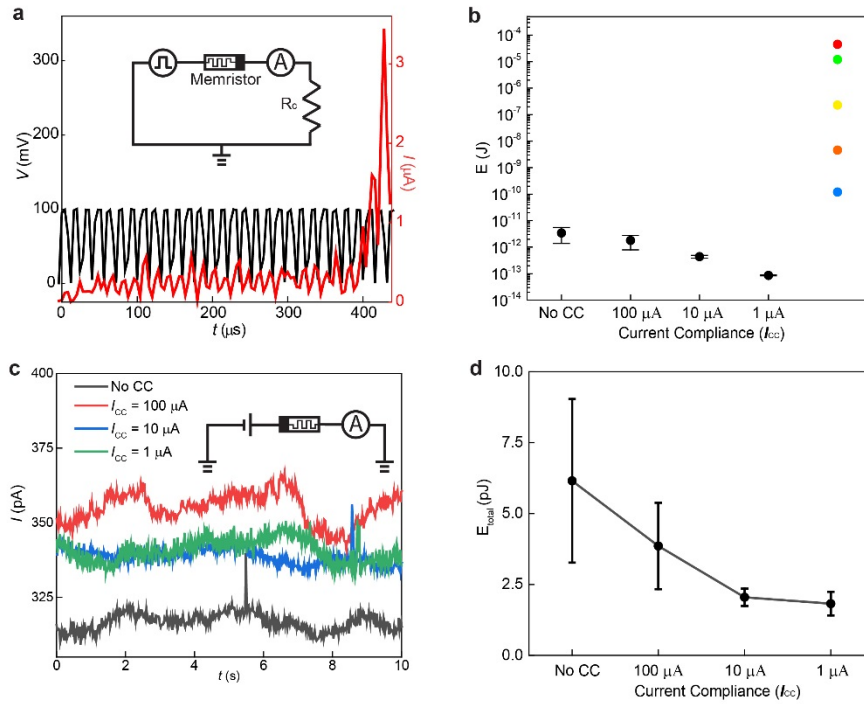 a
V (mV)
300
200
100
0
Memristor
A
Rc
3
2
1
0
I (μA)
0 100 200 300 400
t (μs)
b
E (J)
10⁻⁴
10⁻⁵
10⁻⁶
10⁻⁷
10⁻⁸
10⁻⁹
10⁻¹⁰
10⁻¹¹
10⁻¹²
10⁻¹³
10⁻¹⁴
No CC 100 μA 10 μA 1 μA
Current Compliance (Icc)
c
I (pA)
400
375
350
325
No CC
ICC = 100 μA
ICC = 10 μA
ICC = 1 μA
A
0 2 4 6 8 10
t (s)
d
Etotal (pJ)
10.0
7.5
5.0
2.5
0.0
No CC 100 μA 10 μA 1 μA
Current Compliance (Icc)